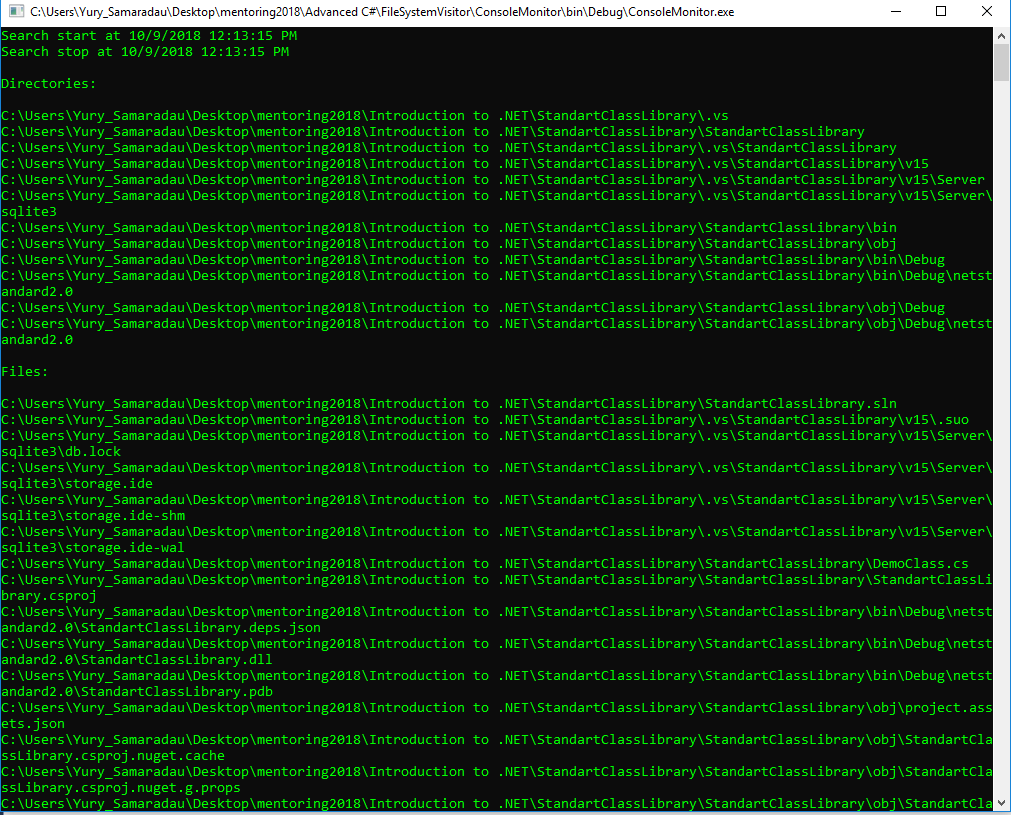 C:\Users\Yury_Samaradau\Desktop\mentoring2018\Advanced C#\FileSystemVisitor\ConsoleMonitor\bin\Debug\ConsoleMonitor.exe
Search start at 10/9/2018 12:13:15 PM
Search stop at 10/9/2018 12:13:15 PM
Directories:
C:\Users\Yury_Samaradau\Desktop\mentoring2018\Introduction to .NET\StandartClassLibrary\.vs
C:\Users\Yury_Samaradau\Desktop\mentoring2018\Introduction to .NET\StandartClassLibrary\StandartClassLibrary
C:\Users\Yury_Samaradau\Desktop\mentoring2018\Introduction to .NET\StandartClassLibrary\.vs\StandartClassLibrary
C:\Users\Yury_Samaradau\Desktop\mentoring2018\Introduction to .NET\StandartClassLibrary\.vs\StandartClassLibrary\v15
C:\Users\Yury_Samaradau\Desktop\mentoring2018\Introduction to .NET\StandartClassLibrary\.vs\StandartClassLibrary\v15\Server
C:\Users\Yury_Samaradau\Desktop\mentoring2018\Introduction to .NET\StandartClassLibrary\.vs\StandartClassLibrary\v15\Server\
sqlite3
C:\Users\Yury_Samaradau\Desktop\mentoring2018\Introduction to .NET\StandartClassLibrary\StandartClassLibrary\bin
C:\Users\Yury_Samaradau\Desktop\mentoring2018\Introduction to .NET\StandartClassLibrary\StandartClassLibrary\obj
C:\Users\Yury_Samaradau\Desktop\mentoring2018\Introduction to .NET\StandartClassLibrary\StandartClassLibrary\bin\Debug
C:\Users\Yury_Samaradau\Desktop\mentoring2018\Introduction to .NET\StandartClassLibrary\StandartClassLibrary\bin\Debug\netst
andard2.0
C:\Users\Yury_Samaradau\Desktop\mentoring2018\Introduction to .NET\StandartClassLibrary\StandartClassLibrary\obj\Debug
C:\Users\Yury_Samaradau\Desktop\mentoring2018\Introduction to .NET\StandartClassLibrary\StandartClassLibrary\obj\Debug\netst
andard2.0
Files:
C:\Users\Yury_Samaradau\Desktop\mentoring2018\Introduction to .NET\StandartClassLibrary\StandartClassLibrary.sln
C:\Users\Yury_Samaradau\Desktop\mentoring2018\Introduction to .NET\StandartClassLibrary\.vs\StandartClassLibrary\v15\.suo
C:\Users\Yury_Samaradau\Desktop\mentoring2018\Introduction to .NET\StandartClassLibrary\.vs\StandartClassLibrary\v15\Server\
sqlite3\db.lock
C:\Users\Yury_Samaradau\Desktop\mentoring2018\Introduction to .NET\StandartClassLibrary\.vs\StandartClassLibrary\v15\Server\
sqlite3\storage.ide
C:\Users\Yury_Samaradau\Desktop\mentoring2018\Introduction to .NET\StandartClassLibrary\.vs\StandartClassLibrary\v15\Server\
sqlite3\storage.ide-shm
C:\Users\Yury_Samaradau\Desktop\mentoring2018\Introduction to .NET\StandartClassLibrary\.vs\StandartClassLibrary\v15\Server\
sqlite3\storage.ide-wal
C:\Users\Yury_Samaradau\Desktop\mentoring2018\Introduction to .NET\StandartClassLibrary\StandartClassLibrary\DemoClass.cs
C:\Users\Yury_Samaradau\Desktop\mentoring2018\Introduction to .NET\StandartClassLibrary\StandartClassLibrary\StandartClassLi
brary.csproj
C:\Users\Yury_Samaradau\Desktop\mentoring2018\Introduction to .NET\StandartClassLibrary\StandartClassLibrary\bin\Debug\netst
andard2.0\StandartClassLibrary.deps.json
C:\Users\Yury_Samaradau\Desktop\mentoring2018\Introduction to .NET\StandartClassLibrary\StandartClassLibrary\bin\Debug\netst
andard2.0\StandartClassLibrary.dll
C:\Users\Yury_Samaradau\Desktop\mentoring2018\Introduction to .NET\StandartClassLibrary\StandartClassLibrary\bin\Debug\netst
andard2.0\StandartClassLibrary.pdb
C:\Users\Yury_Samaradau\Desktop\mentoring2018\Introduction to .NET\StandartClassLibrary\StandartClassLibrary\obj\project.ass
ets.json
C:\Users\Yury_Samaradau\Desktop\mentoring2018\Introduction to .NET\StandartClassLibrary\StandartClassLibrary\obj\StandartCla
ssLibrary.csproj.nuget.cache
C:\Users\Yury_Samaradau\Desktop\mentoring2018\Introduction to .NET\StandartClassLibrary\StandartClassLibrary\obj\StandartCla
ssLibrary.csproj.nuget.g.props
C:\Users\Yury_Samaradau\Desktop\mentoring2018\Introduction to .NET\StandartClassLibrary\StandartClassLibrary\obj\StandartCla